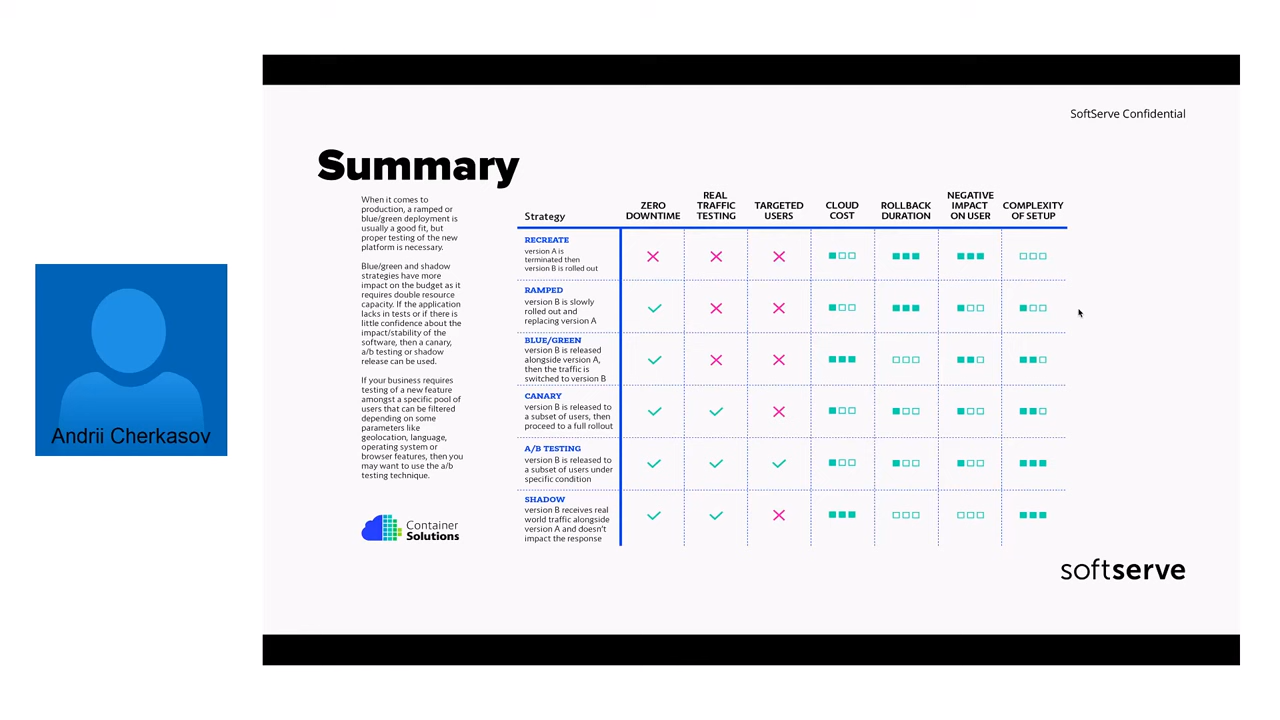 SoftServe Confidential
Summary
When it comes to
production, a ramped or
blue/green deployment is
usually a good fit, but
proper testing of the new
platform is necessary.
Blue/green and shadow
strategies have more
impact on the budget as it
requires double resource
capacity. If the application
lacks in tests or if there is
little confidence about the
impact/stability of the
software, then a canary,
a/b testing or shadow
release can be used.
If your business requires
testing of a new feature
amongst a specific pool of
users that can be filtered
depending on some
parameters like
geolocation, language,
operating system or
browser features, then you
may want to use the a/b
testing technique.
Container
Solutions
Strategy
ZERO
DOWNTIME
REAL
TRAFFIC
TESTING
TARGETED
USERS
CLOUD
COST
ROLLBACK
DURATION
NEGATIVE
IMPACT
ON USER
COMPLEXITY
OF SETUP
RECREATE
version A is
terminated then
version B is rolled out
RAMPED
version B is slowly
rolled out and
replacing version A
BLUE/GREEN
version B is released
alongside version A,
then the traffic is
switched to version B
CANARY
version B is released to
a subset of users, then
proceed to a full rollout
A/B TESTING
version B is released to
a subset of users under
specific condition
SHADOW
version B receives real
world traffic alongside
version A and doesn't
impact the response
softserve
Andrii Cherkasov